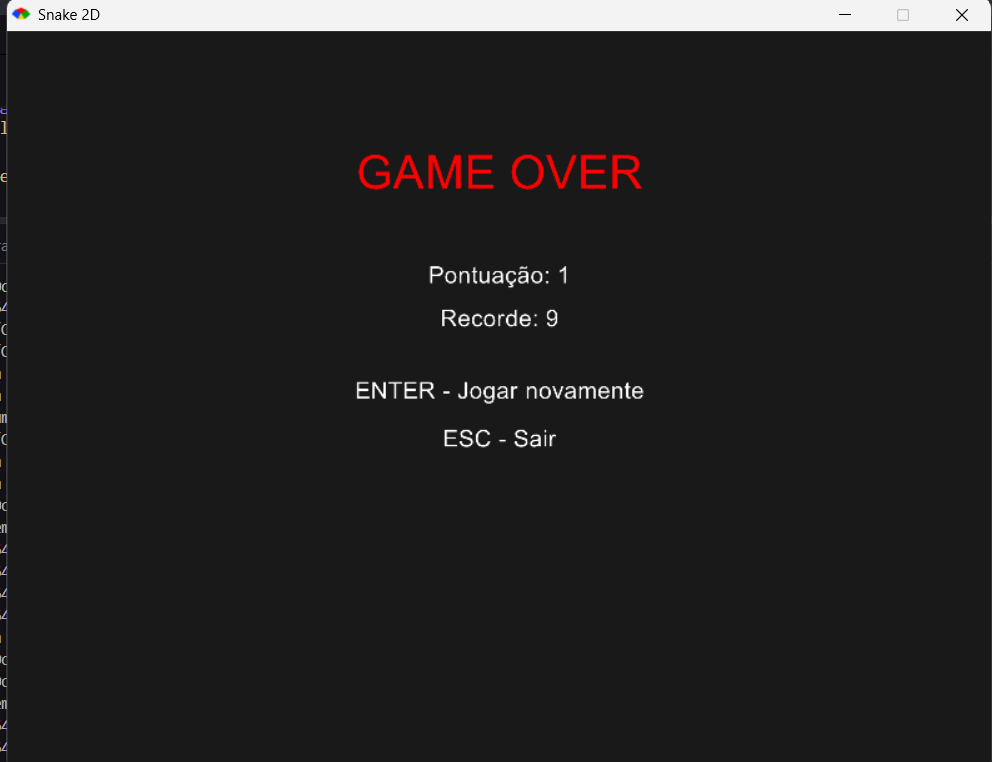 Snake 2D
GAME OVER
Pontuação: 1
Recorde: 9
ENTER - Jogar novamente
ESC - Sair